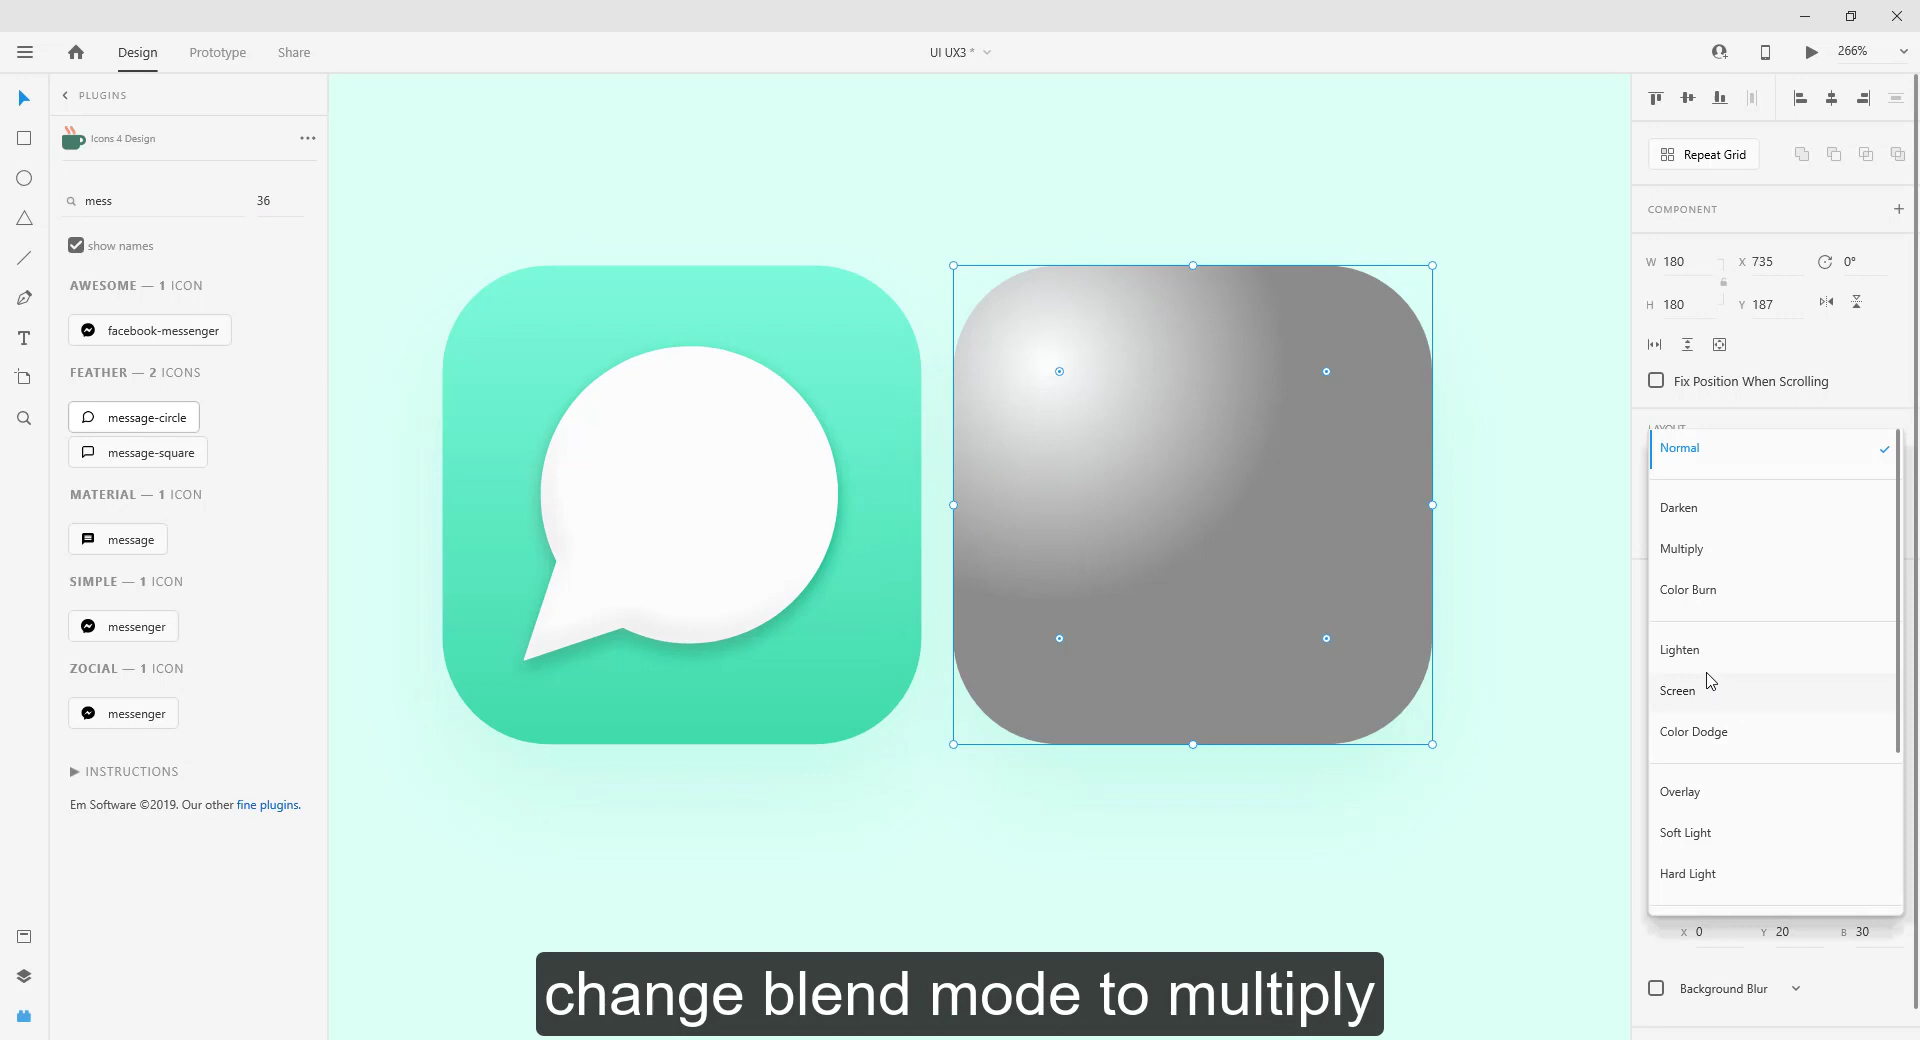 Design
Prototype
Share
UI UX3 *
266%
PLUGINS
Icons 4 Design
mess
36
show names
AWESOME — 1 ICON
facebook-messenger
FEATHER — 2 ICONS
message-circle
message-square
MATERIAL — 1 ICON
message
SIMPLE — 1 ICON
messenger
ZOCIAL — 1 ICON
messenger
INSTRUCTIONS
Em Software ©2019. Our other fine plugins.
Repeat Grid
COMPONENT
W 180
X 735
0°
H 180
Y 187
Fix Position When Scrolling
LAYOUT
Normal
Darken
Multiply
Color Burn
Lighten
Screen
Color Dodge
Overlay
Soft Light
Hard Light
X 0
Y 20
B 30
Background Blur
change blend mode to multiply